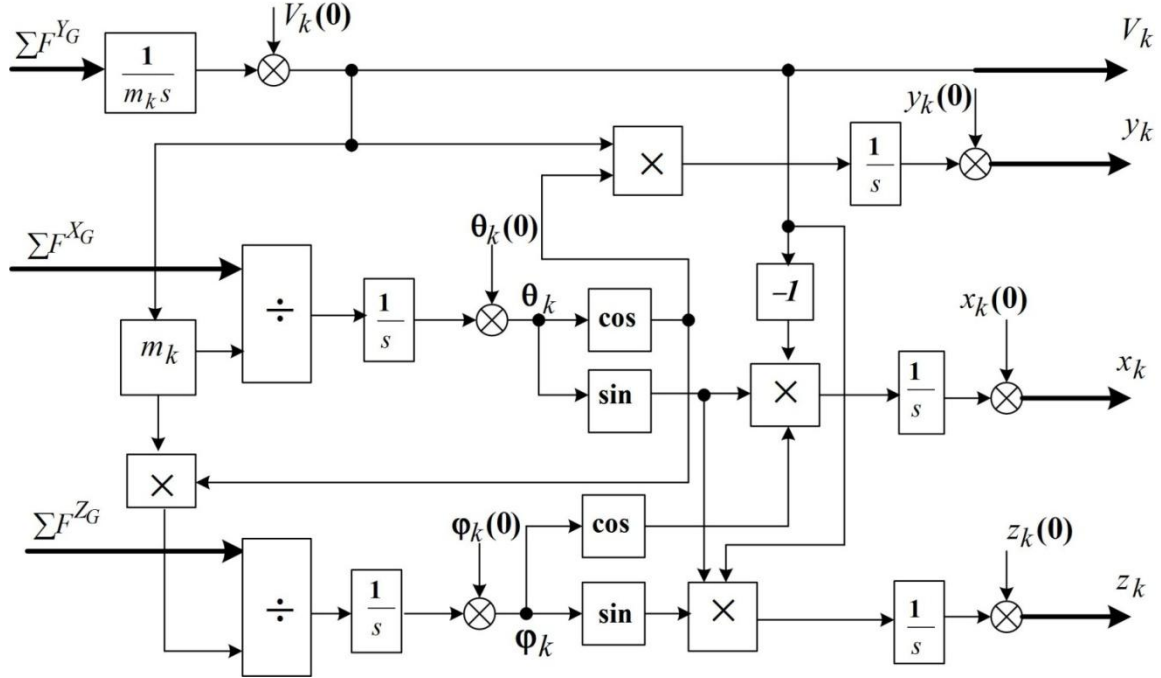 V_k(0)
∑F^{Y_G}
1
m_k s
V_k
y_k(0)
y_k
×
1
s
∑F^{X_G}
θ_k(0)
÷
1
s
θ_k
cos
–1
x_k(0)
m_k
sin
×
1
s
x_k
×
∑F^{Z_G}
φ_k(0)
cos
z_k(0)
÷
1
s
φ_k
sin
×
1
s
z_k